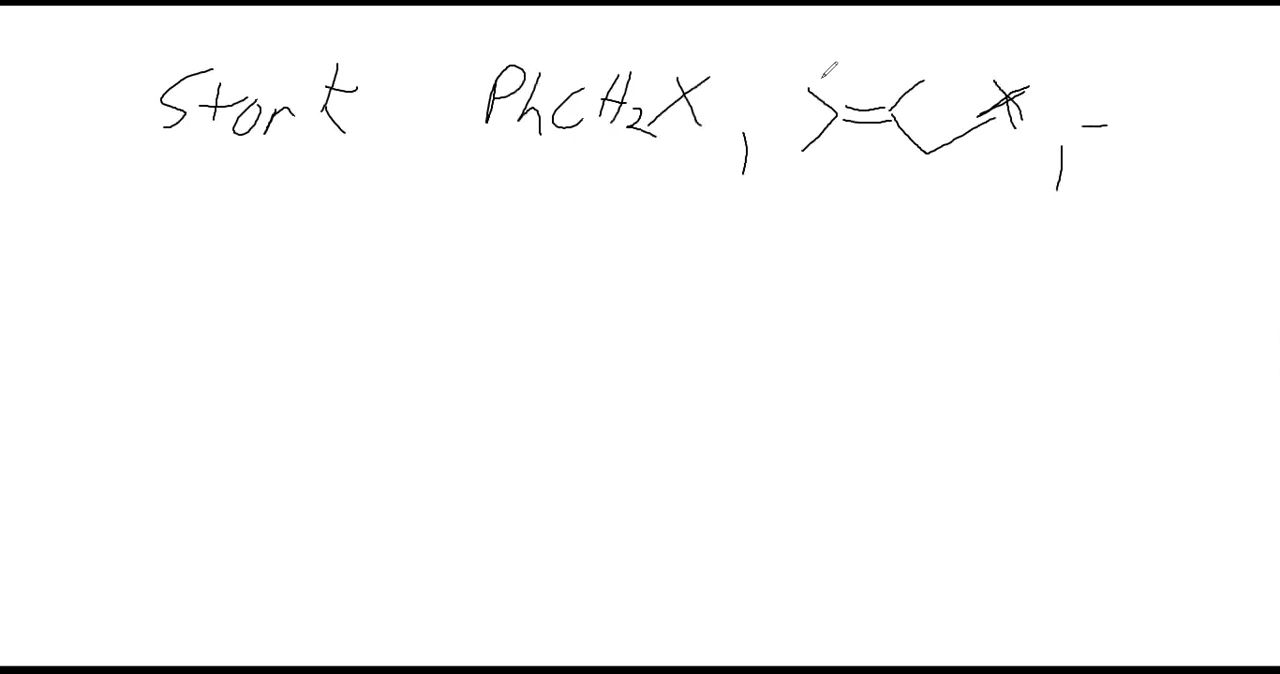 Stork PhCH2X, X, -